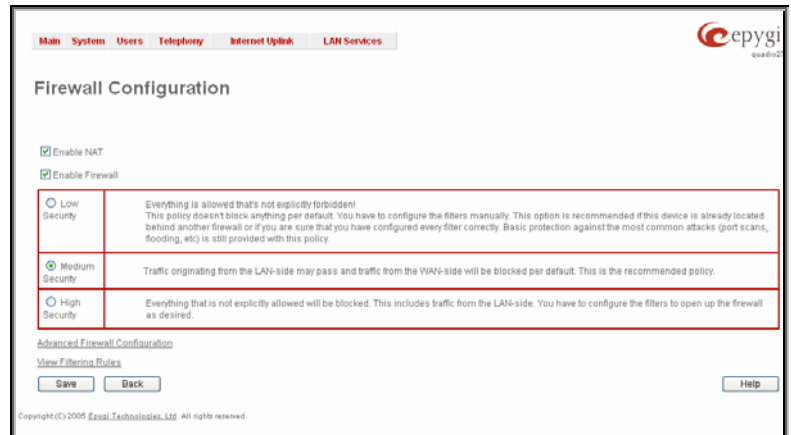 Main System Users Telephony Internet Uplink LAN Services
epygi
Firewall Configuration
Enable NAT
Enable Firewall
Low Security
Everything is allowed that's not explicitly forbidden!
This policy doesn't block anything per default. You have to configure the filters manually. This option is recommended if this device is already located
behind another firewall or if you are sure that you have configured every filter correctly. Basic protection against the most common attacks (port scans,
flooding, etc) is still provided with this policy.
Medium Security
Traffic originating from the LAN-side may pass and traffic from the WAN-side will be blocked per default. This is the recommended policy.
High Security
Everything that is not explicitly allowed will be blocked. This includes traffic from the LAN-side. You have to configure the filters to open up the firewall
as desired.
Advanced Firewall Configuration
View Filtering Rules
Save Back Help
Copyright (C) 2005 Epygi Technologies, Ltd. All rights reserved.